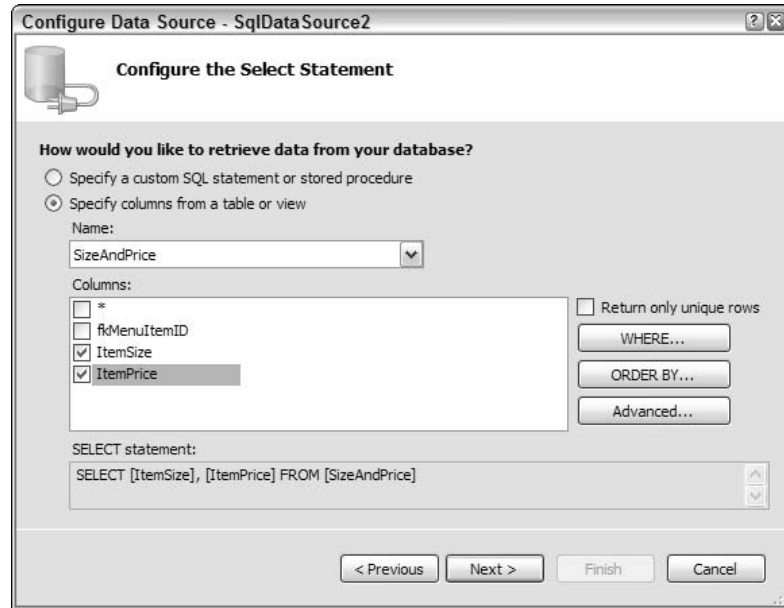 Configure Data Source - SqlDataSource2
Configure the Select Statement
How would you like to retrieve data from your database?
Specify a custom SQL statement or stored procedure
Specify columns from a table or view
Name:
SizeAndPrice
Columns:
*
fkMenuItemID
ItemSize
ItemPrice
Return only unique rows
WHERE...
ORDER BY...
Advanced...
SELECT statement:
SELECT [ItemSize], [ItemPrice] FROM [SizeAndPrice]
< Previous
Next >
Finish
Cancel